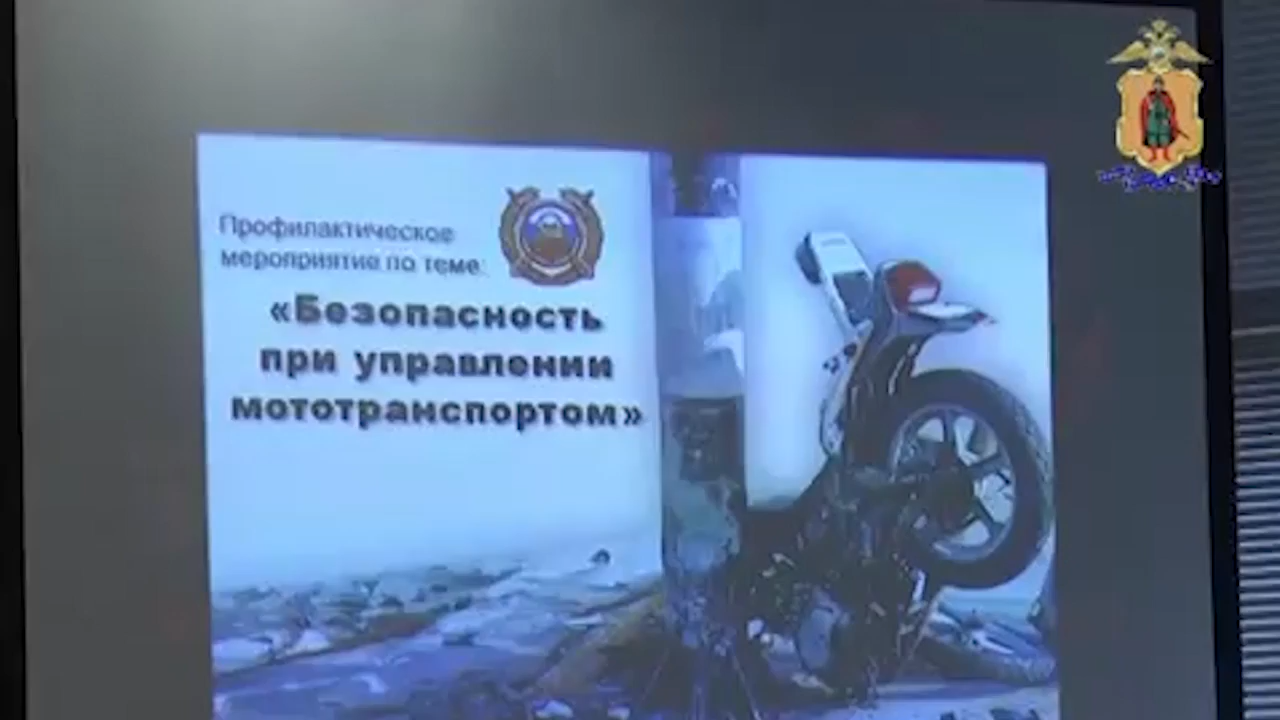 Профилактическое
мероприятие по теме:
«Безопасность
при управлении
мототранспортом»